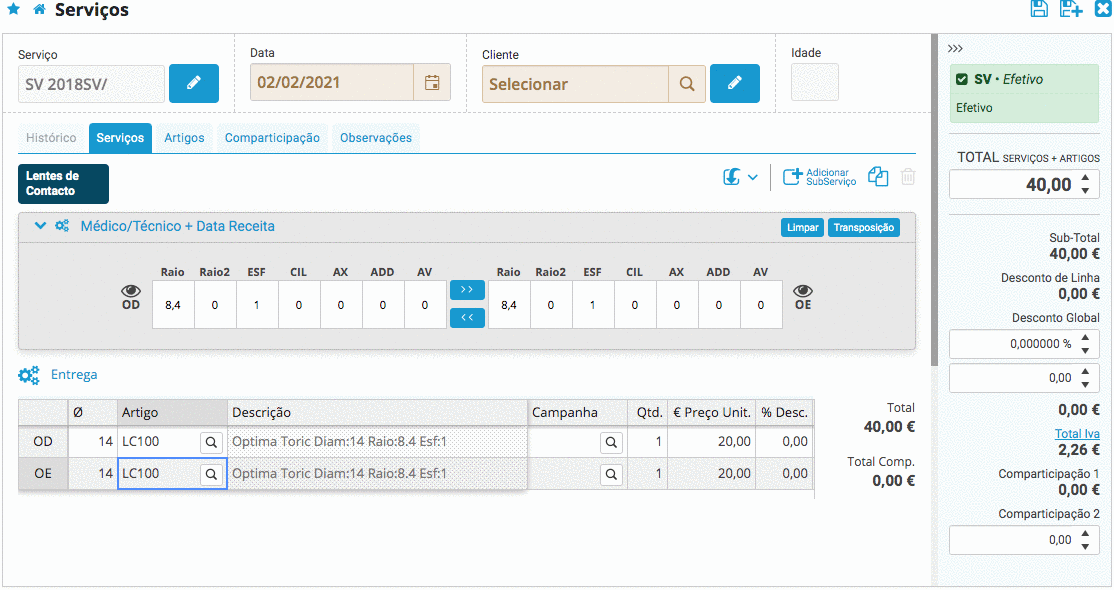 Serviços
Serviço
SV 2018SV/
Data
02/02/2021
Cliente
Selecionar
Idade
Histórico
Serviços
Artigos
Comparticipação
Observações
Lentes de
Contacto
Adicionar
SubServiço
Médico/Técnico + Data Receita
Limpar
Transposição
Raio Raio2 ESF CIL AX ADD AV
OD
8,4 0 1 0 0 0 0
>>
<<
Raio Raio2 ESF CIL AX ADD AV
8,4 0 1 0 0 0 0
OE
Entrega
Ø Artigo Descrição Campanha Qtd. € Preço Unit. % Desc.
OD 14 LC100 Optima Toric Diam:14 Raio:8.4 Esf:1 1 20,00 0,00
OE 14 LC100 Optima Toric Diam:14 Raio:8.4 Esf:1 1 20,00 0,00
Total
40,00 €
Total Comp.
0,00 €
>>>
SV • Efetivo
Efetivo
TOTAL SERVIÇOS + ARTIGOS
40,00
Sub-Total
40,00 €
Desconto de Linha
0,00 €
Desconto Global
0,000000 %
0,00
0,00 €
Total Iva
2,26 €
Comparticipação 1
0,00 €
Comparticipação 2
0,00